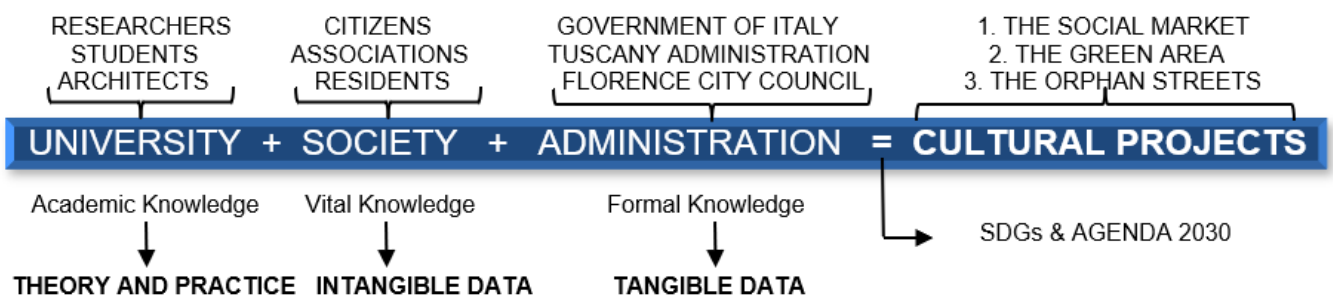 RESEARCHERS
STUDENTS
ARCHITECTS
CITIZENS
ASSOCIATIONS
RESIDENTS
GOVERNMENT OF ITALY
TUSCANY ADMINISTRATION
FLORENCE CITY COUNCIL
1. THE SOCIAL MARKET
2. THE GREEN AREA
3. THE ORPHAN STREETS
UNIVERSITY + SOCIETY + ADMINISTRATION = CULTURAL PROJECTS
Academic Knowledge
Vital Knowledge
Formal Knowledge
SDGs & AGENDA 2030
THEORY AND PRACTICE
INTANGIBLE DATA
TANGIBLE DATA